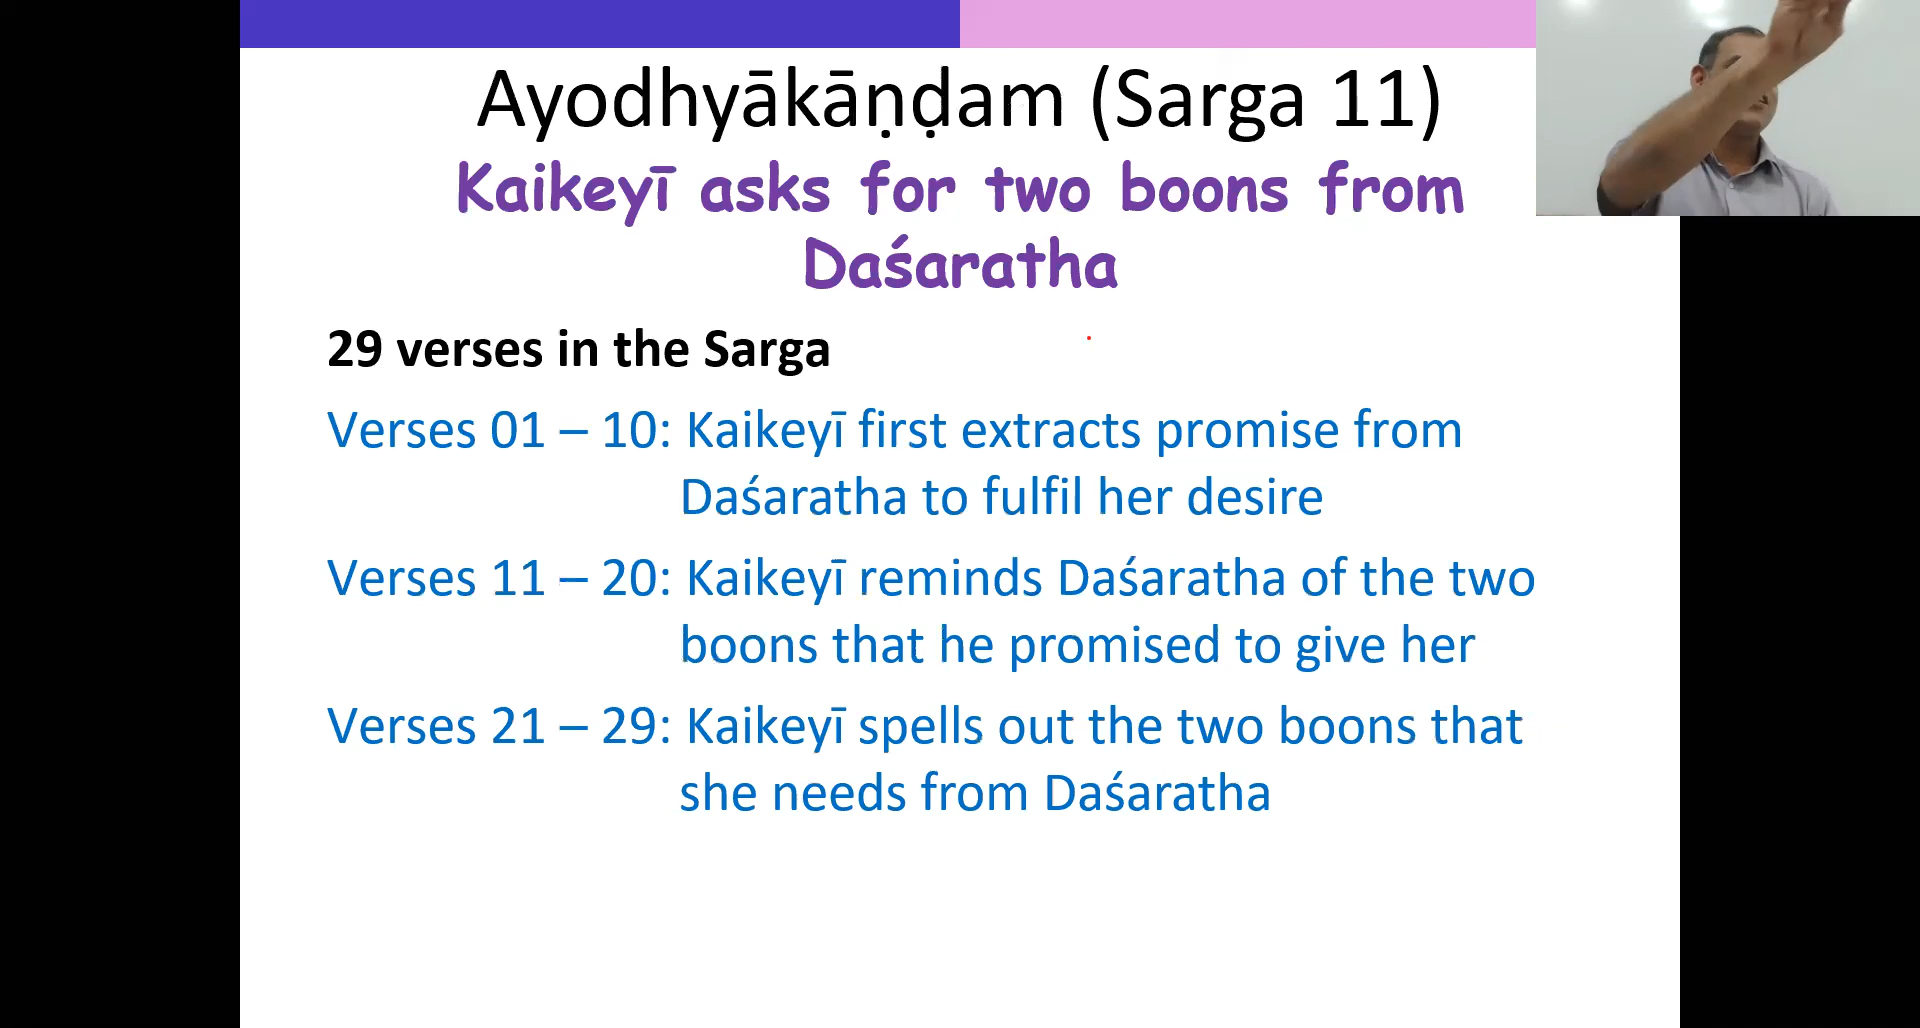 Ayodhyākāṇḍam (Sarga 11)
Kaikeyī asks for two boons from
Daśaratha
29 verses in the Sarga
Verses 01 – 10: Kaikeyī first extracts promise from
Daśaratha to fulfil her desire
Verses 11 – 20: Kaikeyī reminds Daśaratha of the two
boons that he promised to give her
Verses 21 – 29: Kaikeyī spells out the two boons that
she needs from Daśaratha